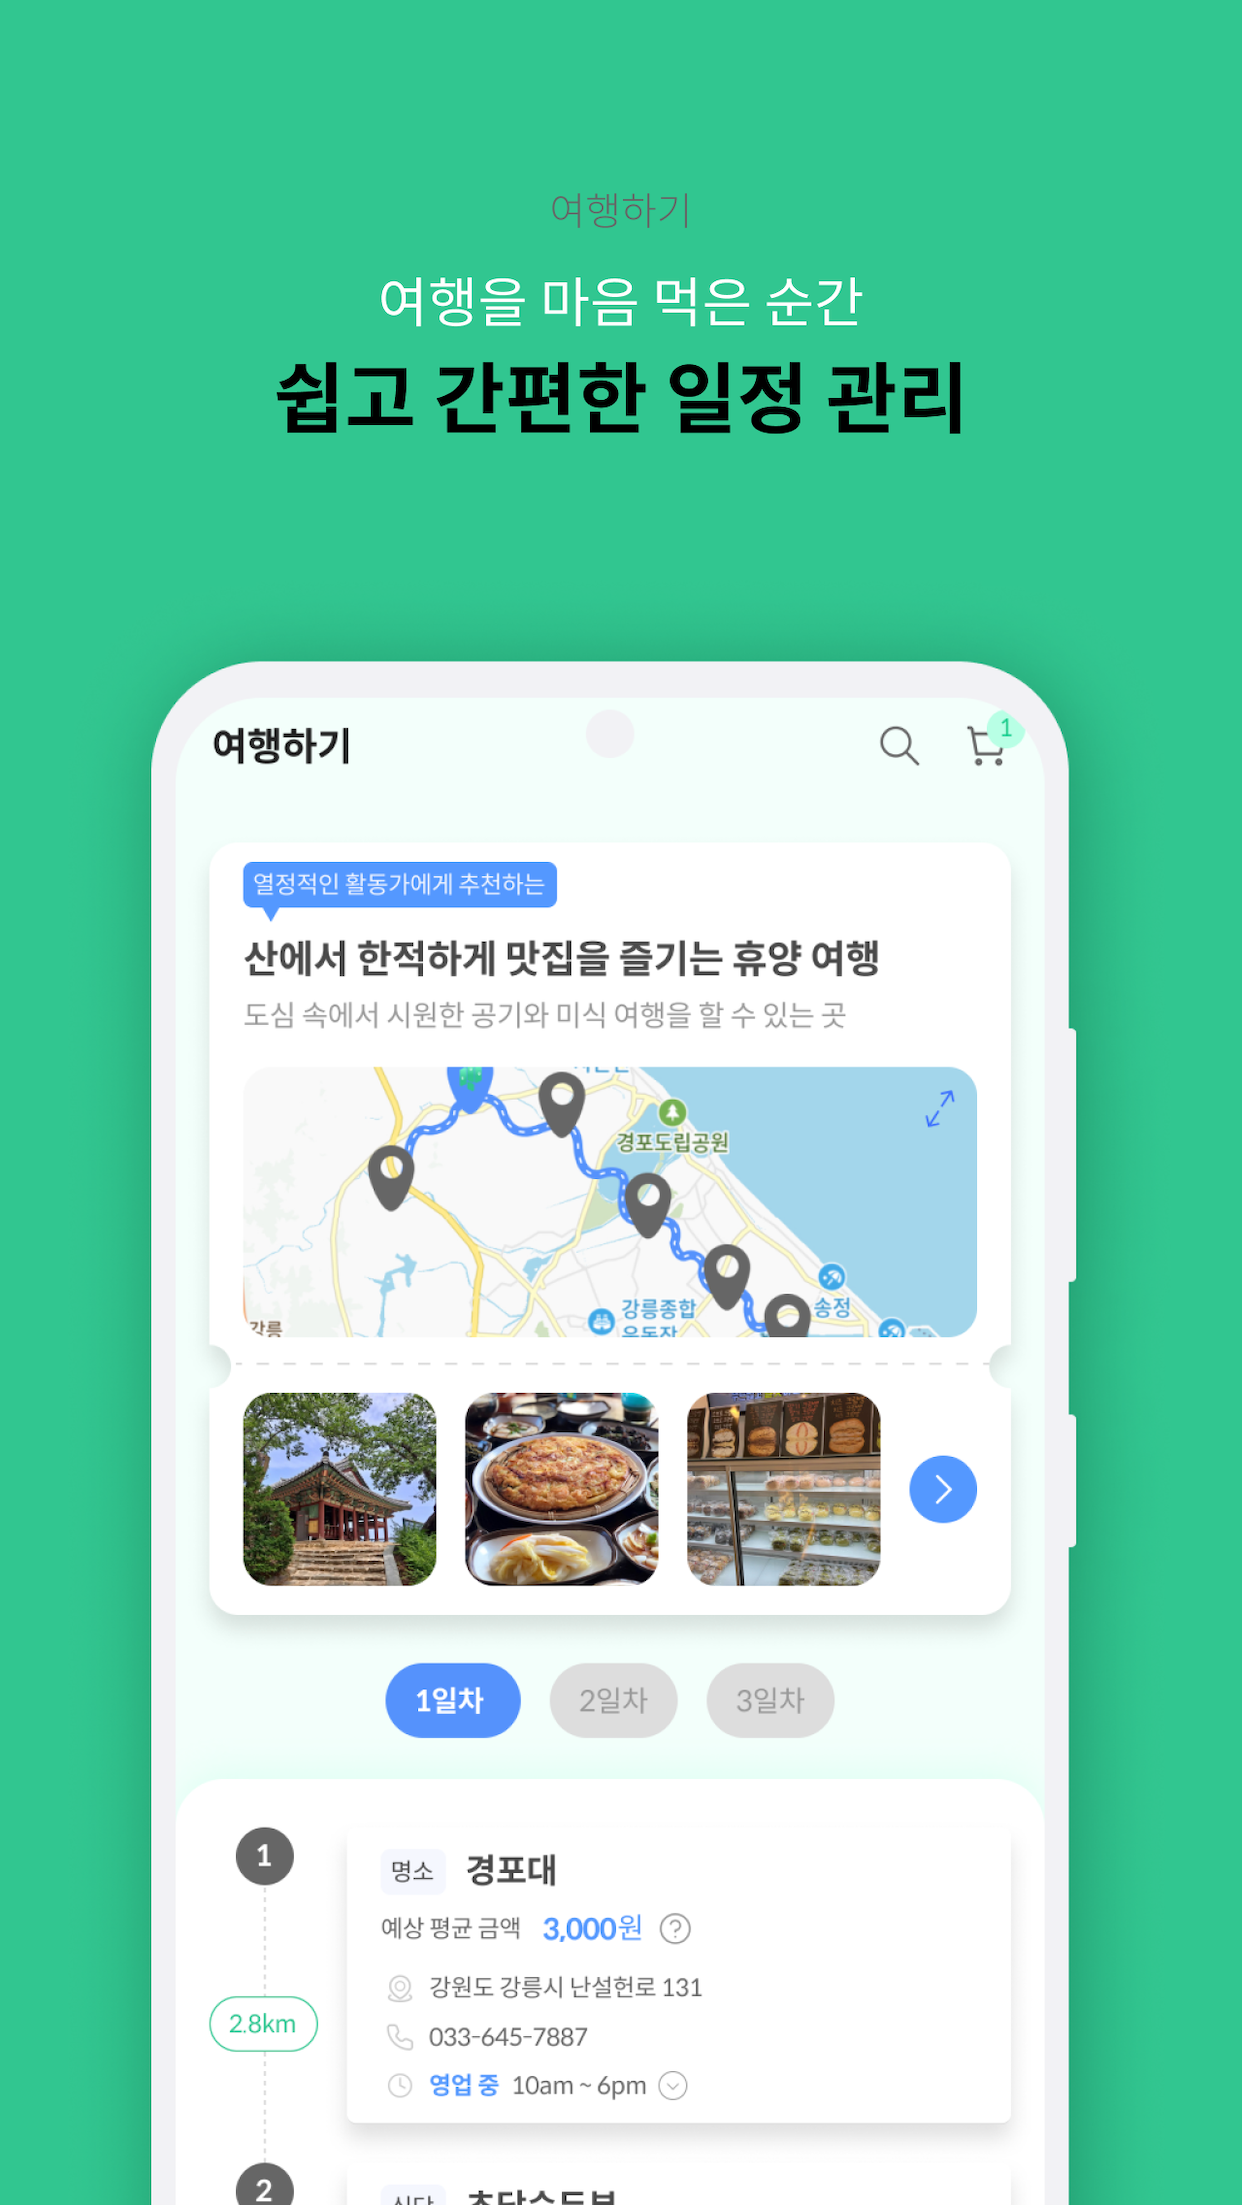 여행하기
여행을 마음 먹은 순간
쉽고 간편한 일정 관리
여행하기
1
열정적인 활동가에게 추천하는
산에서 한적하게 맛집을 즐기는 휴양 여행
도심 속에서 시원한 공기와 미식 여행을 할 수 있는 곳
경포도립공원
송정
강릉종합
운동장
강릉
1일차
2일차
3일차
1
명소
경포대
예상 평균 금액
3,000원
?
강원도 강릉시 난설헌로 131
2.8km
033-645-7887
영업 중
10am ~ 6pm
2
식당
초당순두부